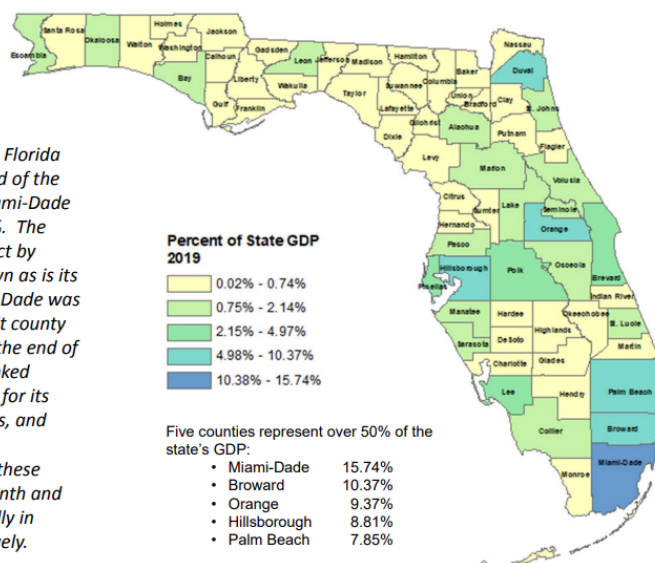 Holmes
Jackson
Santa Rosa
Okaloosa
Walton
Washington
Escambia
Bay
Calhoun
Gadsden
Leon
Jefferson
Madison
Hamilton
Liberty
Wakulla
Gulf
Franklin
Taylor
Suwannee
Columbia
Baker
Nassau
Duval
Lafayette
Union
Bradford
Clay
St. Johns
Dixie
Gilchrist
Alachua
Putnam
Flagler
Levy
Marion
Volusia
Citrus
Sumter
Lake
Seminole
Hernando
Orange
Pasco
Hillsborough
Pinellas
Polk
Osceola
Brevard
Indian River
Manatee
Hardee
Okeechobee
St. Lucie
Highlands
Sarasota
DeSoto
Martin
Charlotte
Glades
Lee
Hendry
Palm Beach
Collier
Broward
Monroe
Miami-Dade
Florida
d of the
mi-Dade
The
ct by
n as is its
Dade was
t county
the end of
ked
for its
s, and
these
nth and
lly in
ely.
Percent of State GDP
2019
0.02% - 0.74%
0.75% - 2.14%
2.15% - 4.97%
4.98% - 10.37%
10.38% - 15.74%
Five counties represent over 50% of the
state's GDP:
• Miami-Dade 15.74%
• Broward 10.37%
• Orange 9.37%
• Hillsborough 8.81%
• Palm Beach 7.85%